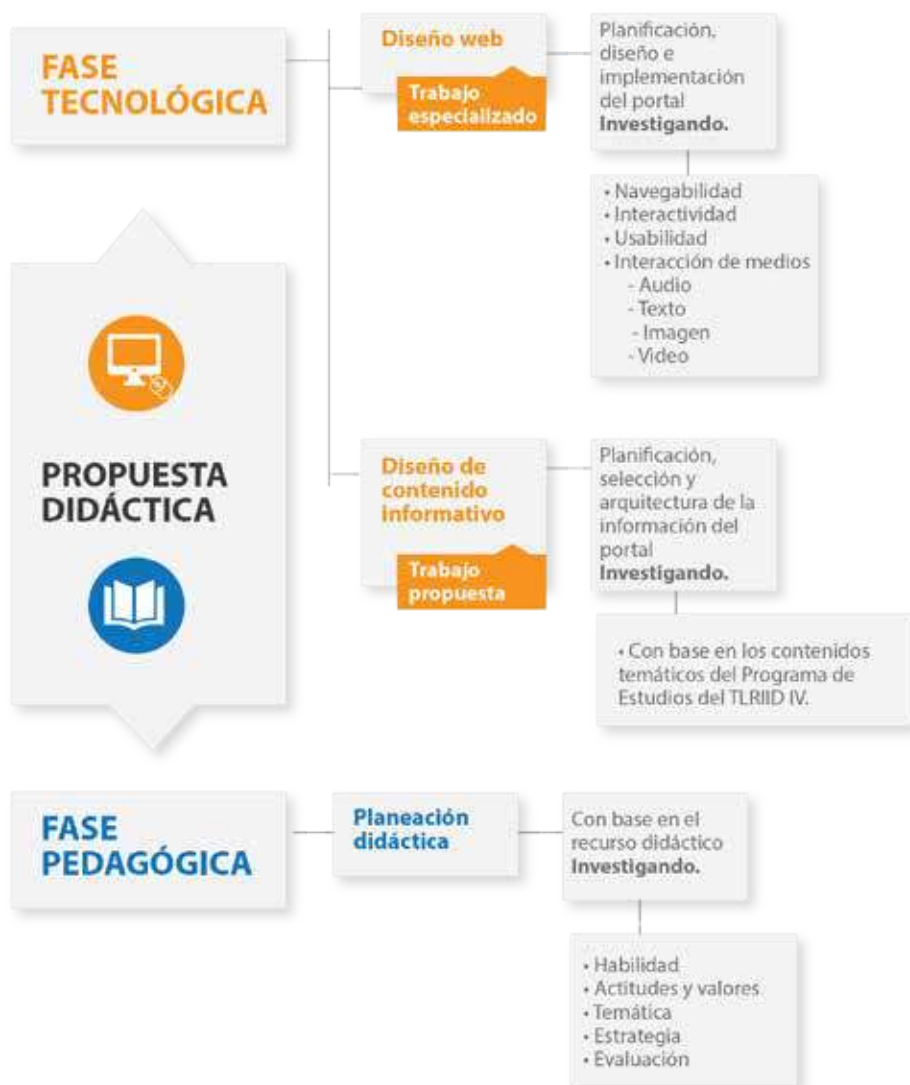 FASE
TECNOLÓGICA
Diseño web
Trabajo
especializado
Planificación,
diseño e
implementación
del portal
Investigando.
• Navegabilidad
• Interactividad
• Usabilidad
• Interacción de medios
- Audio
- Texto
- Imagen
- Video
PROPUESTA
DIDÁCTICA
Diseño de
contenido
informativo
Trabajo
propuesta
Planificación,
selección y
arquitectura de la
información del
portal
Investigando.
• Con base en los contenidos
temáticos del Programa de
Estudios del TLRIID IV.
FASE
PEDAGÓGICA
Planeación
didáctica
Con base en el
recurso didáctico
Investigando.
• Habilidad
• Actitudes y valores
• Temática
• Estrategia
• Evaluación